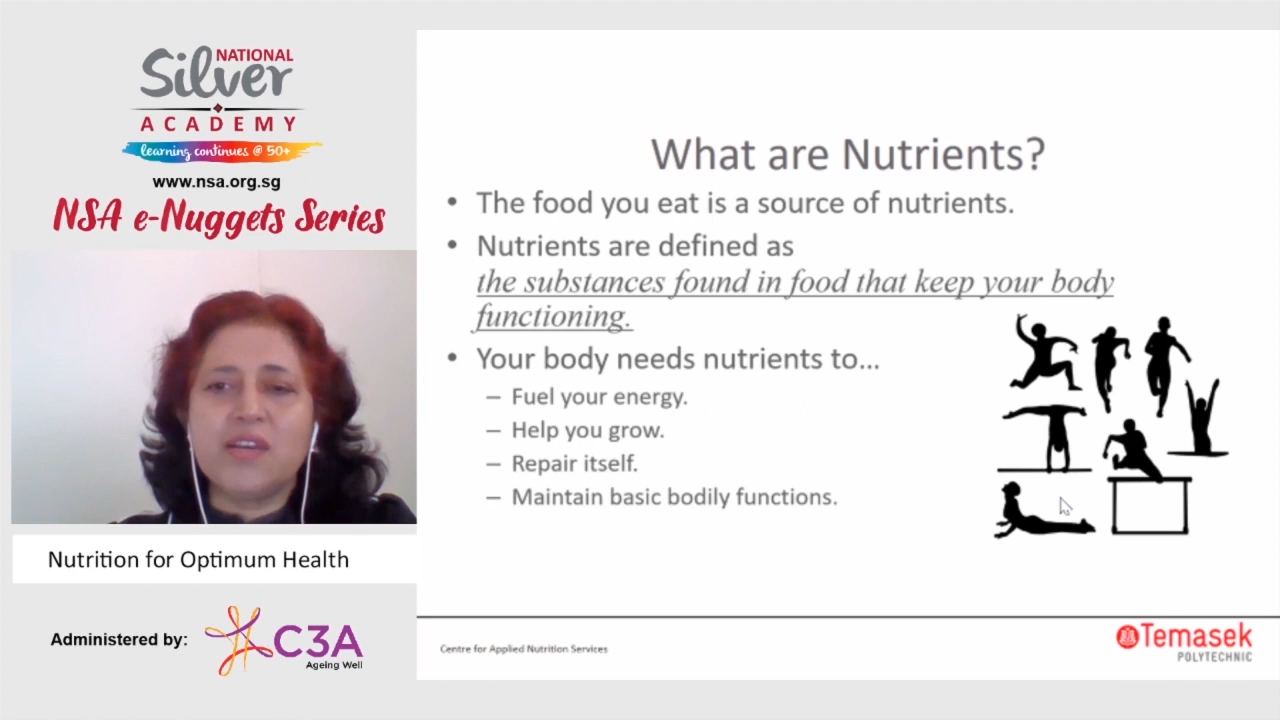 NATIONAL
Silver
ACADEMY
learning continues @ 50+
www.nsa.org.sg
NSA e-Nuggets Series
Nutrition for Optimum Health
Administered by:
C3A
Ageing Well
What are Nutrients?
• The food you eat is a source of nutrients.
• Nutrients are defined as
the substances found in food that keep your body
functioning.
• Your body needs nutrients to...
– Fuel your energy.
– Help you grow.
– Repair itself.
– Maintain basic bodily functions.
Centre for Applied Nutrition Services
Temasek
POLYTECHNIC